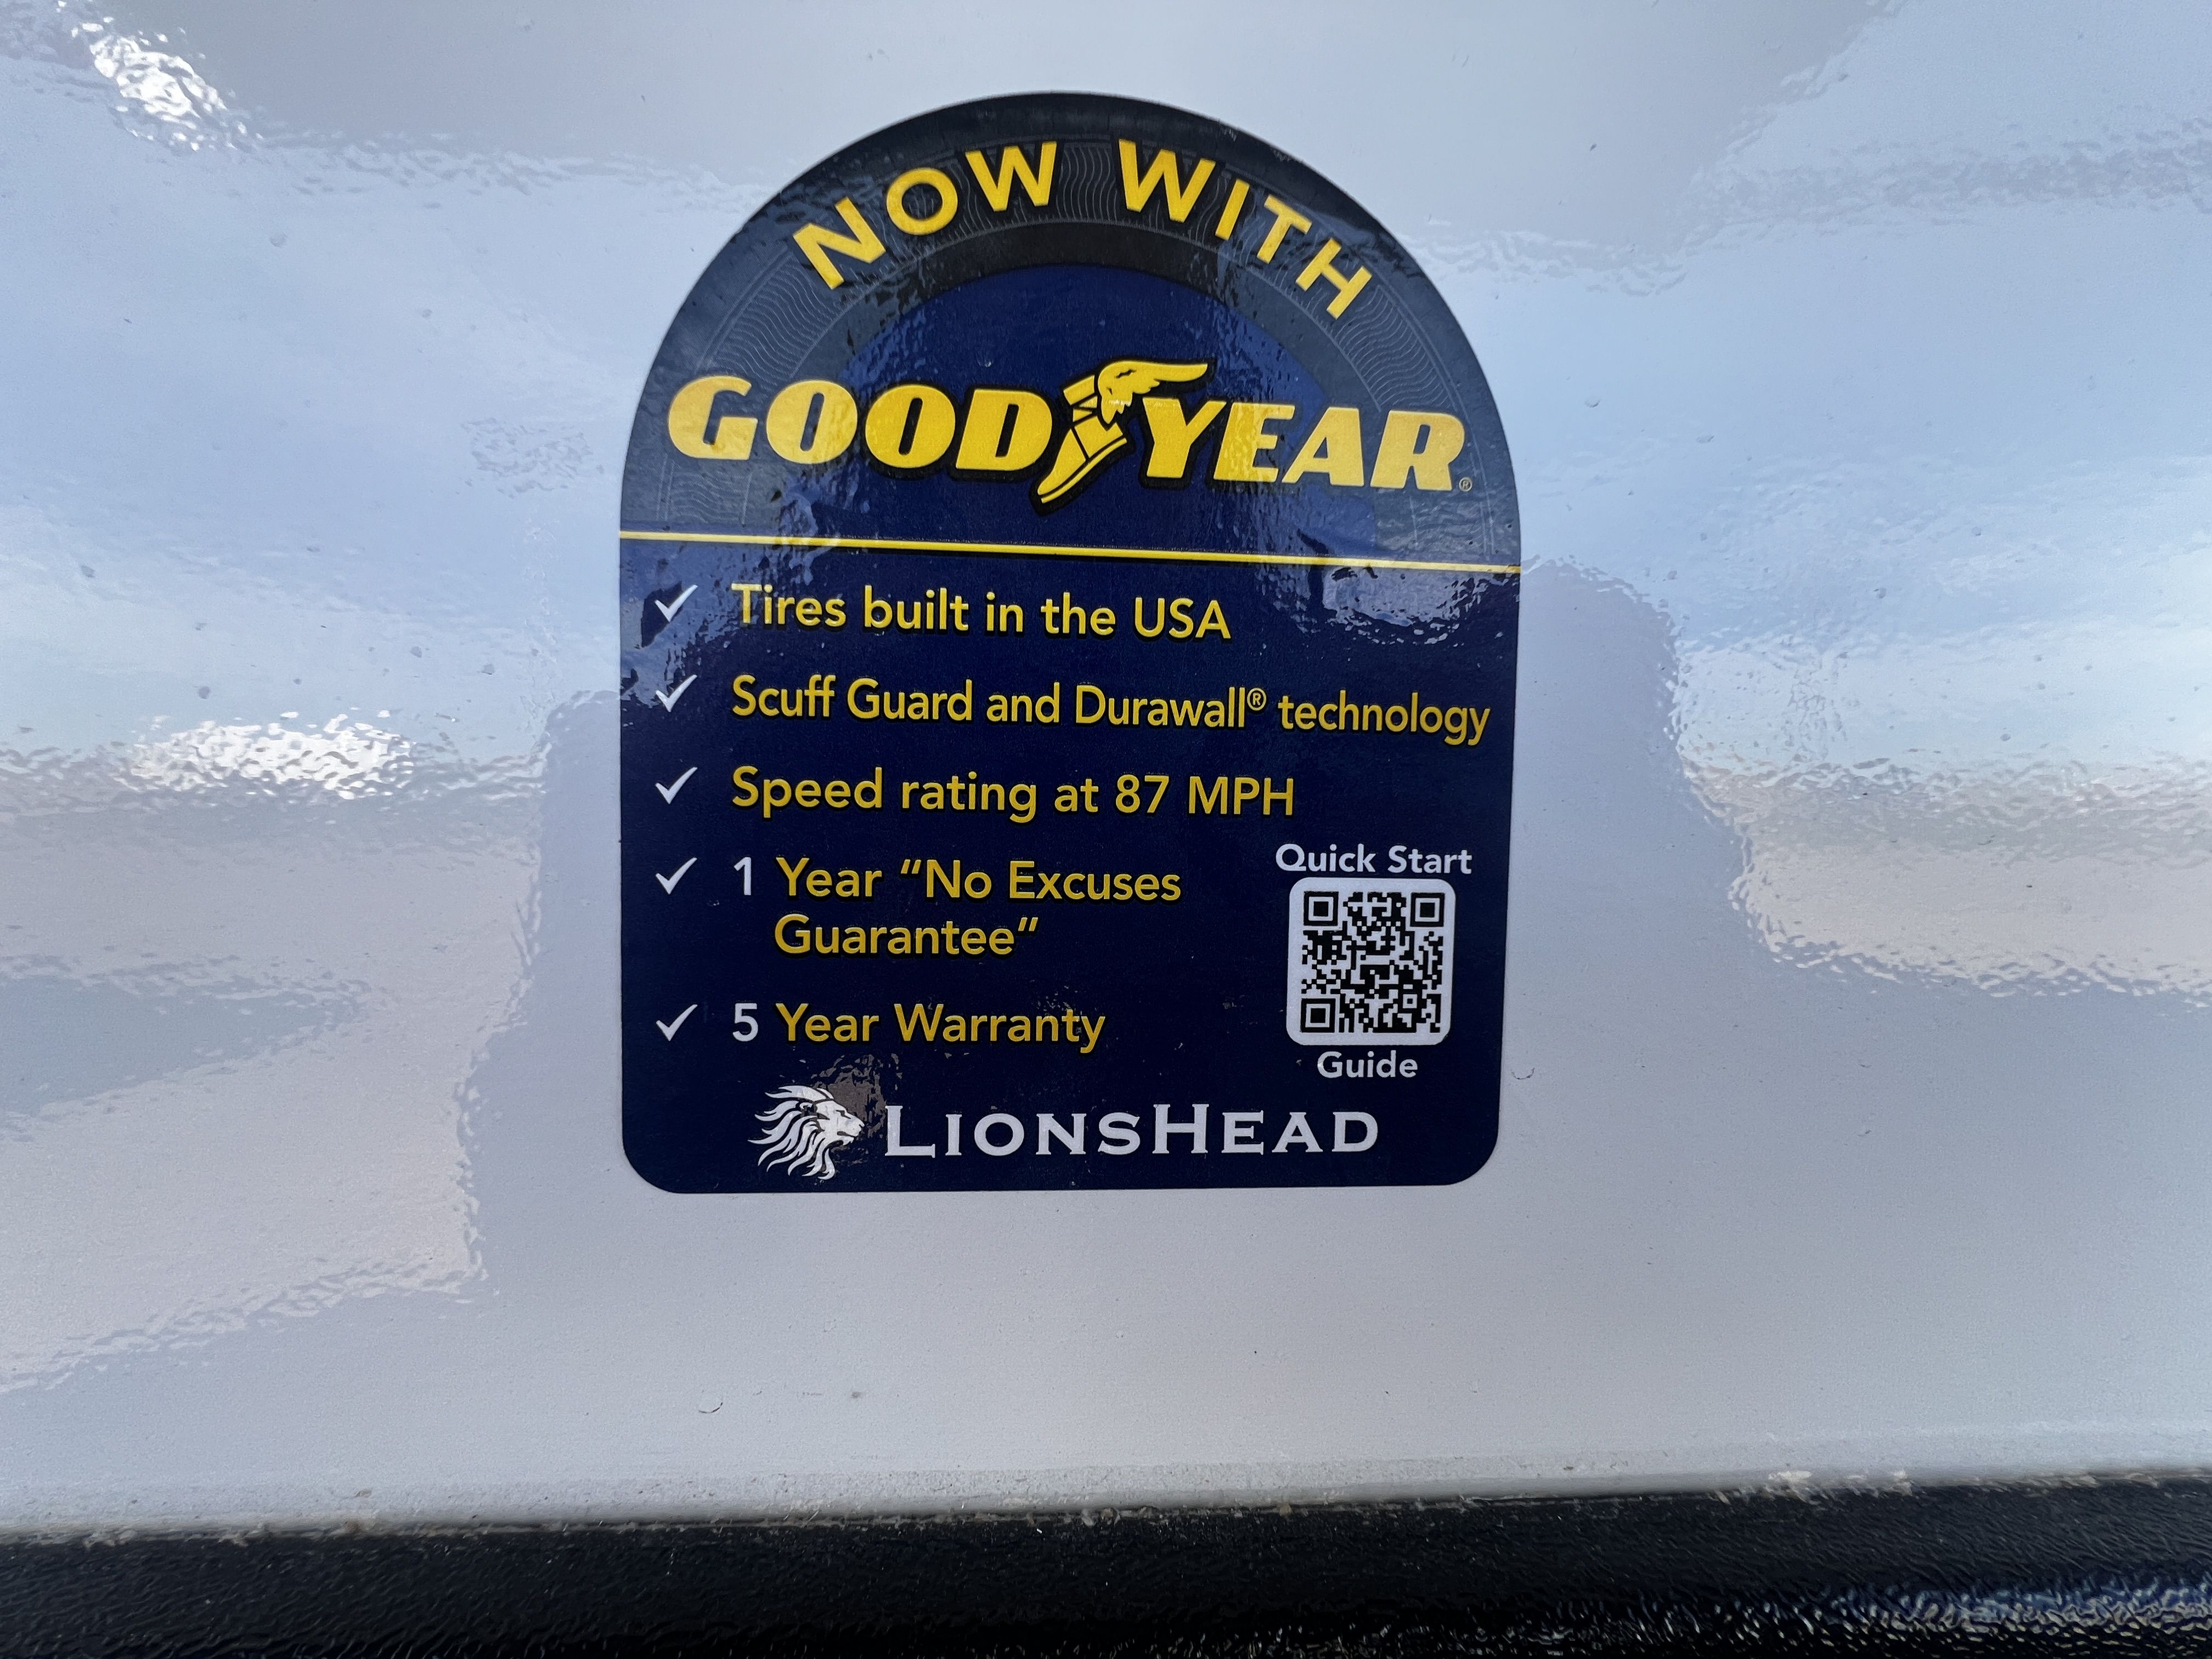 NOW WITH
GOODYEAR®
✓ Tires built in the USA
✓ Scuff Guard and Durawall® technology
✓ Speed rating at 87 MPH
✓ 1 Year “No Excuses
Guarantee”
✓ 5 Year Warranty
Quick Start
Guide
LIONSHEAD